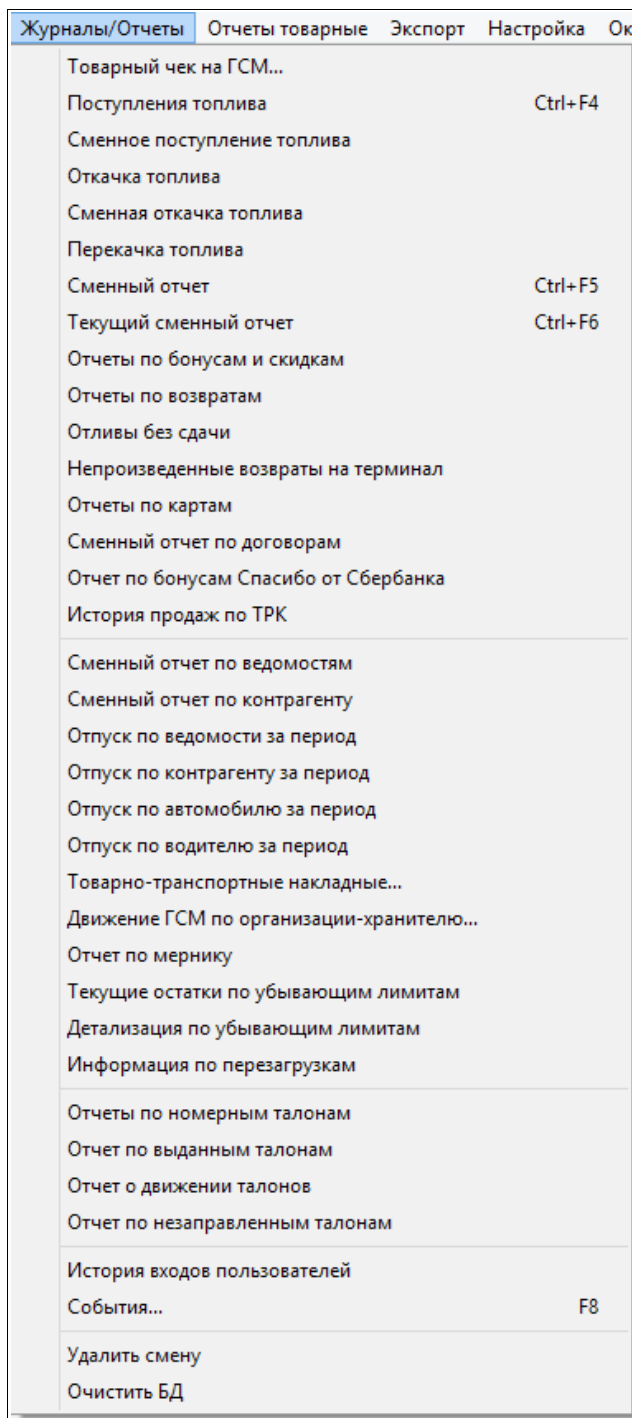 Журналы/Отчеты Отчеты товарные Экспорт Настройка Ок
Товарный чек на ГСМ...
Поступления топлива Ctrl+F4
Сменное поступление топлива
Откачка топлива
Сменная откачка топлива
Перекачка топлива
Сменный отчет Ctrl+F5
Текущий сменный отчет Ctrl+F6
Отчеты по бонусам и скидкам
Отчеты по возвратам
Отливы без сдачи
Непроизведенные возвраты на терминал
Отчеты по картам
Сменный отчет по договорам
Отчет по бонусам Спасибо от Сбербанка
История продаж по ТРК
Сменный отчет по ведомостям
Сменный отчет по контрагенту
Отпуск по ведомости за период
Отпуск по контрагенту за период
Отпуск по автомобилю за период
Отпуск по водителю за период
Товарно-транспортные накладные...
Движение ГСМ по организации-хранителю...
Отчет по мернику
Текущие остатки по убывающим лимитам
Детализация по убывающим лимитам
Информация по перезагрузкам
Отчеты по номерным талонам
Отчет по выданным талонам
Отчет о движении талонов
Отчет по незаправленным талонам
История входов пользователей
События... F8
Удалить смену
Очистить БД